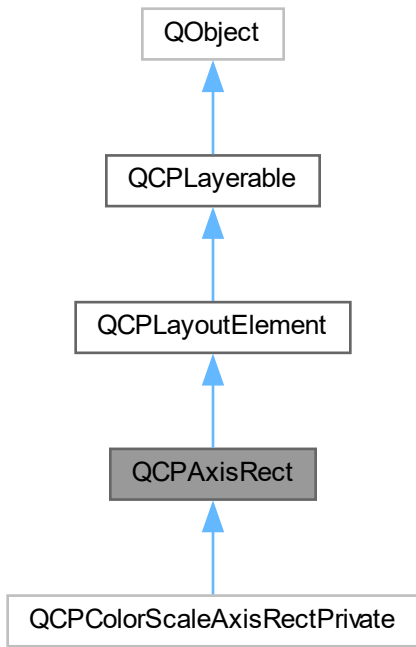 QObject
QCPLayerable
QCPLayoutElement
QCPAxisRect
QCPColorScaleAxisRectPrivate